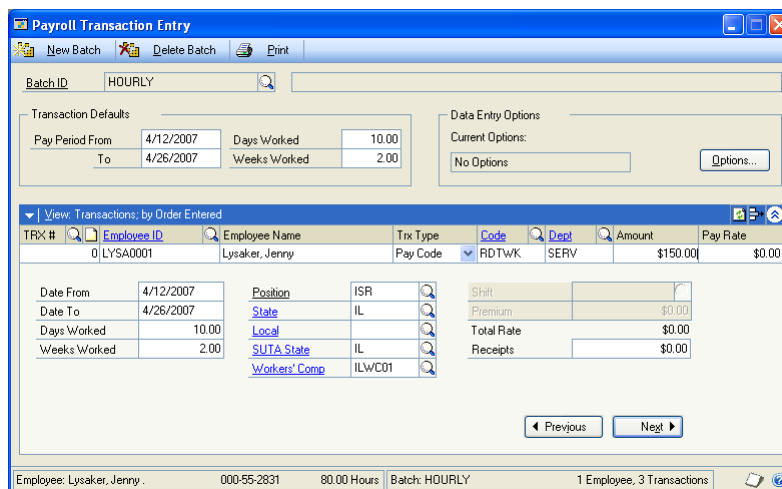 Payroll Transaction Entry
New Batch Delete Batch Print
Batch ID HOURLY
Transaction Defaults
Pay Period From 4/12/2007 Days Worked 10.00
To 4/26/2007 Weeks Worked 2.00
Data Entry Options
Current Options:
No Options Options...
View: Transactions; by Order Entered
TRX # Employee ID Employee Name Trx Type Code Dept Amount Pay Rate
0 LYSA0001 Lysaker, Jenny Pay Code RDTWK SERV $150.00 $0.00
Date From 4/12/2007 Position ISR Shift
Date To 4/26/2007 State IL Premium $0.00
Days Worked 10.00 Local Total Rate $0.00
Weeks Worked 2.00 SUTA State IL Receipts $0.00
Workers' Comp ILWC01
Previous Next
Employee: Lysaker, Jenny . 000-55-2831 80.00 Hours Batch: HOURLY 1 Employee, 3 Transactions